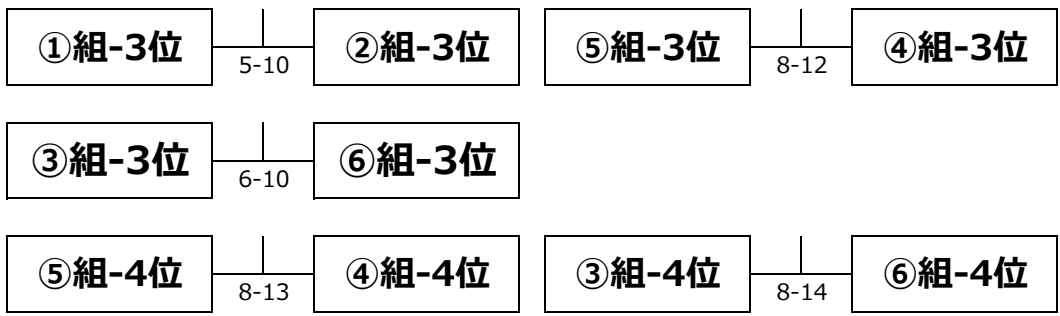 ①組-3位 5-10 ②組-3位 ⑤組-3位 8-12 ④組-3位
③組-3位 6-10 ⑥組-3位
⑤組-4位 8-13 ④組-4位 ③組-4位 8-14 ⑥組-4位